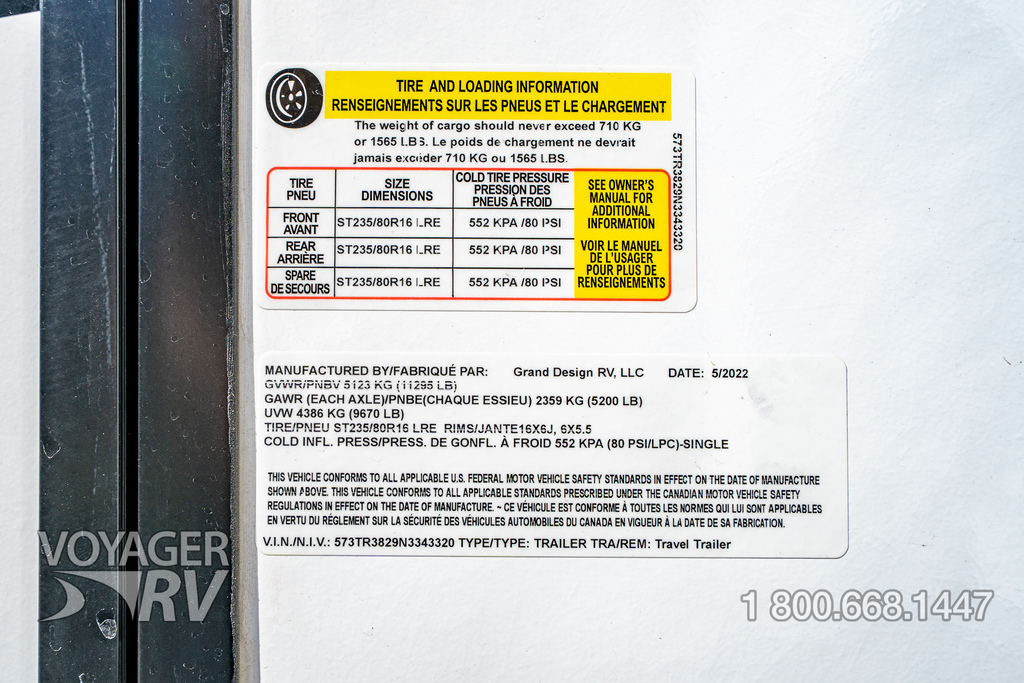 TIRE AND LOADING INFORMATION
RENSEIGNEMENTS SUR LES PNEUS ET LE CHARGEMENT
The weight of cargo should never exceed 710 KG
or 1565 LBS. Le poids de chargement ne devrait
jamais excéder 710 KG ou 1565 LBS.
TIRE
PNEU
SIZE
DIMENSIONS
COLD TIRE PRESSURE
PRESSION DES
PNEUS À FROID
FRONT
AVANT
ST235/80R16 LRE
552 KPA /80 PSI
REAR
ARRIÈRE
ST235/80R16 LRE
552 KPA /80 PSI
SPARE
DE SECOURS
ST235/80R16 LRE
552 KPA /80 PSI
SEE OWNER'S
MANUAL FOR
ADDITIONAL
INFORMATION
VOIR LE MANUEL
DE L'USAGER
POUR PLUS DE
RENSEIGNEMENTS
573TR3829N3343320
MANUFACTURED BY/FABRIQUÉ PAR: Grand Design RV, LLC DATE: 5/2022
GVWR/PNBV 5123 KG (11295 LB)
GAWR (EACH AXLE)/PNBE(CHAQUE ESSIEU) 2359 KG (5200 LB)
UVW 4386 KG (9670 LB)
TIRE/PNEU ST235/80R16 LRE RIMS/JANTE16X6J, 6X5.5
COLD INFL. PRESS/PRESS. DE GONFL. À FROID 552 KPA (80 PSI/LPC)-SINGLE
THIS VEHICLE CONFORMS TO ALL APPLICABLE U.S. FEDERAL MOTOR VEHICLE SAFETY STANDARDS IN EFFECT ON THE DATE OF MANUFACTURE
SHOWN ABOVE. THIS VEHICLE CONFORMS TO ALL APPLICABLE STANDARDS PRESCRIBED UNDER THE CANADIAN MOTOR VEHICLE SAFETY
REGULATIONS IN EFFECT ON THE DATE OF MANUFACTURE. ~ CE VÉHICULE EST CONFORME À TOUTES LES NORMES QUI LUI SONT APPLICABLES
EN VERTU DU RÉGLEMENT SUR LA SÉCURITÉ DES VÉHICULES AUTOMOBILES DU CANADA EN VIGUEUR À LA DATE DE SA FABRICATION.
V.I.N./N.I.V.: 573TR3829N3343320 TYPE/TYPE: TRAILER TRA/REM: Travel Trailer
VOYAGER
RV
1 800.668.1447